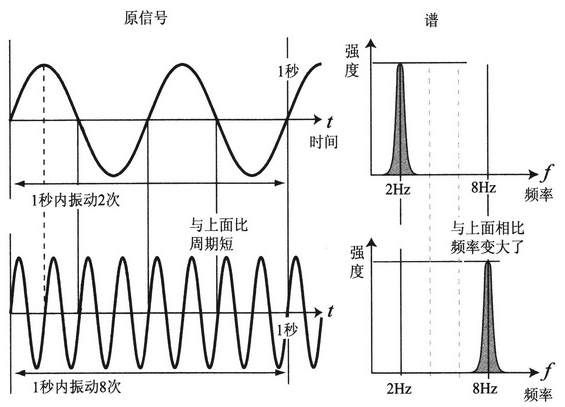 原信号
谱
1秒
t
时间
1秒内振动2次
强
度
f
频率
2Hz
8Hz
与上面比
周期短
t
1秒
1秒内振动8次
与上面相比
频率变大了
强
度
f
频率
2Hz
8Hz